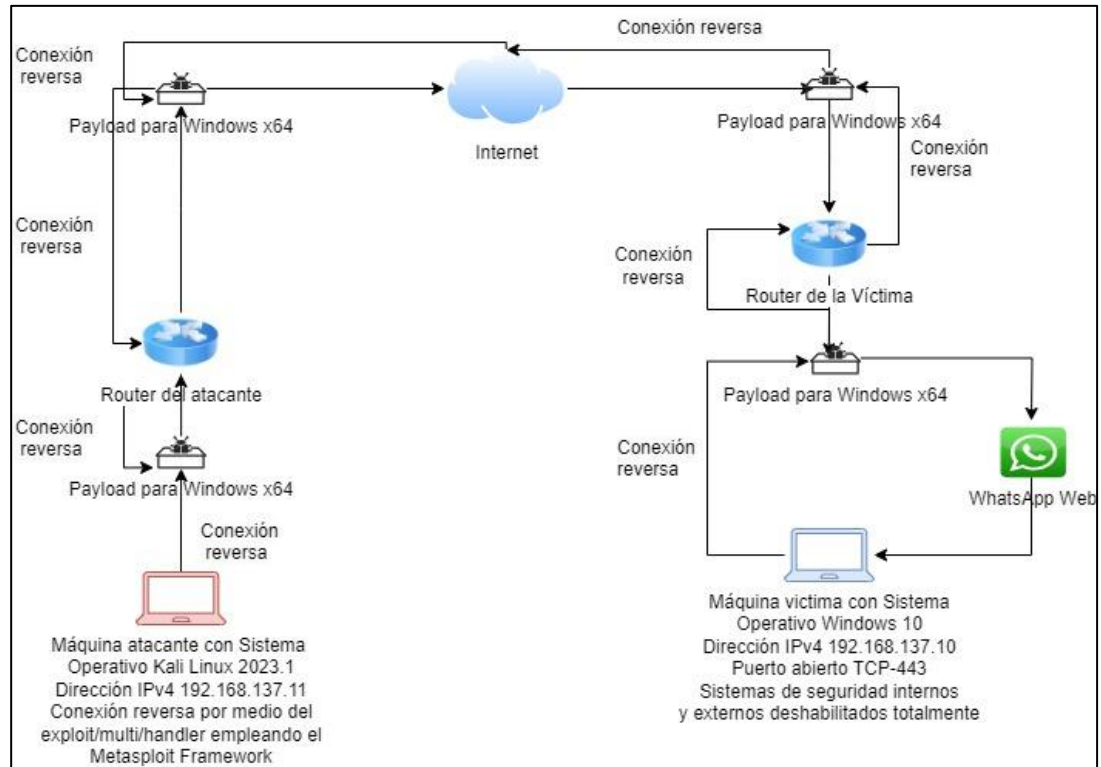 Conexión reversa
Conexión
reversa
Payload para Windows x64
Internet
Payload para Windows x64
Conexión
reversa
Conexión
reversa
Conexión
reversa
Router de la Víctima
Router del atacante
Payload para Windows x64
Conexión
reversa
Conexión
reversa
Payload para Windows x64
WhatsApp Web
Conexión
reversa
Máquina atacante con Sistema
Operativo Kali Linux 2023.1
Dirección IPv4 192.168.137.11
Conexión reversa por medio del
exploit/multi/handler empleando el
Metasploit Framework
Máquina victima con Sistema
Operativo Windows 10
Dirección IPv4 192.168.137.10
Puerto abierto TCP-443
Sistemas de seguridad internos
y externos deshabilitados totalmente